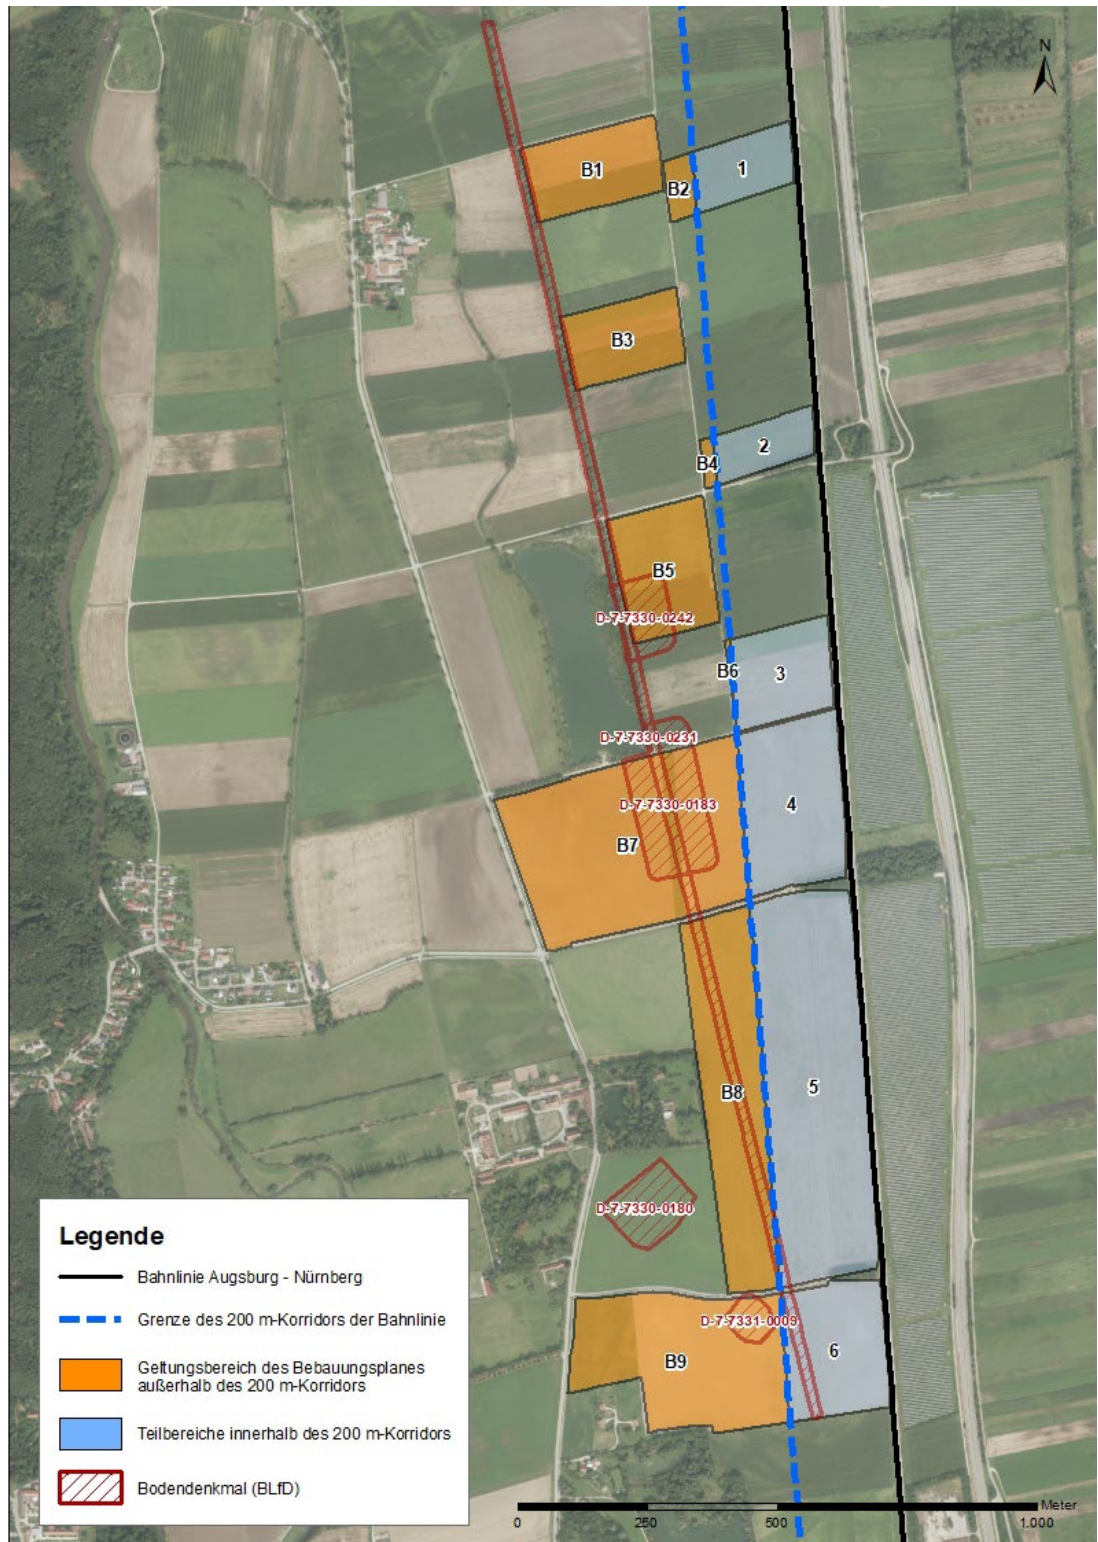 N
B1
B2
1
B3
B4
2
B5
D-7-7330-0242
B6
3
D-7-7330-0231
D-7-7330-0183
4
B7
B8
5
D-7-7330-0180
D-7-7331-0009
B9
6
Legende
Bahnlinie Augsburg - Nürnberg
Grenze des 200 m-Korridors der Bahnlinie
Geltungsbereich des Bebauungsplanes
außerhalb des 200 m-Korridors
Teilbereiche innerhalb des 200 m-Korridors
Bodendenkmal (BLfD)
Meter
0 250 500 1.000